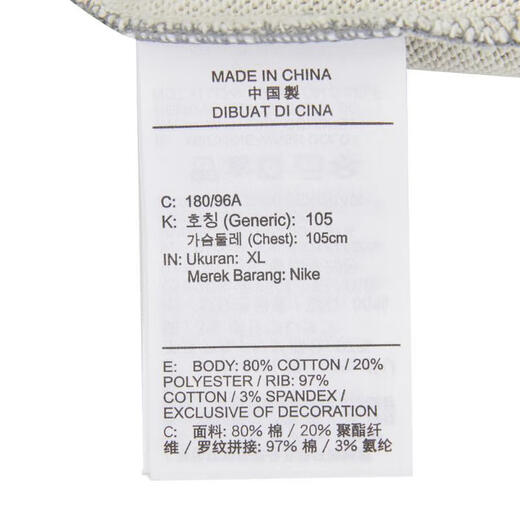 MADE IN CHINA
中国製
DIBUAT DI CINA
C: 180/96A
K: 호칭 (Generic): 105
가슴둘레 (Chest): 105cm
IN: Ukuran: XL
Merek Barang: Nike
E: BODY: 80% COTTON / 20%
POLYESTER / RIB: 97%
COTTON / 3% SPANDEX /
EXCLUSIVE OF DECORATION
C: 面料: 80% 棉 / 20% 聚酯纤
维 / 罗纹拼接: 97% 棉 / 3% 氨纶